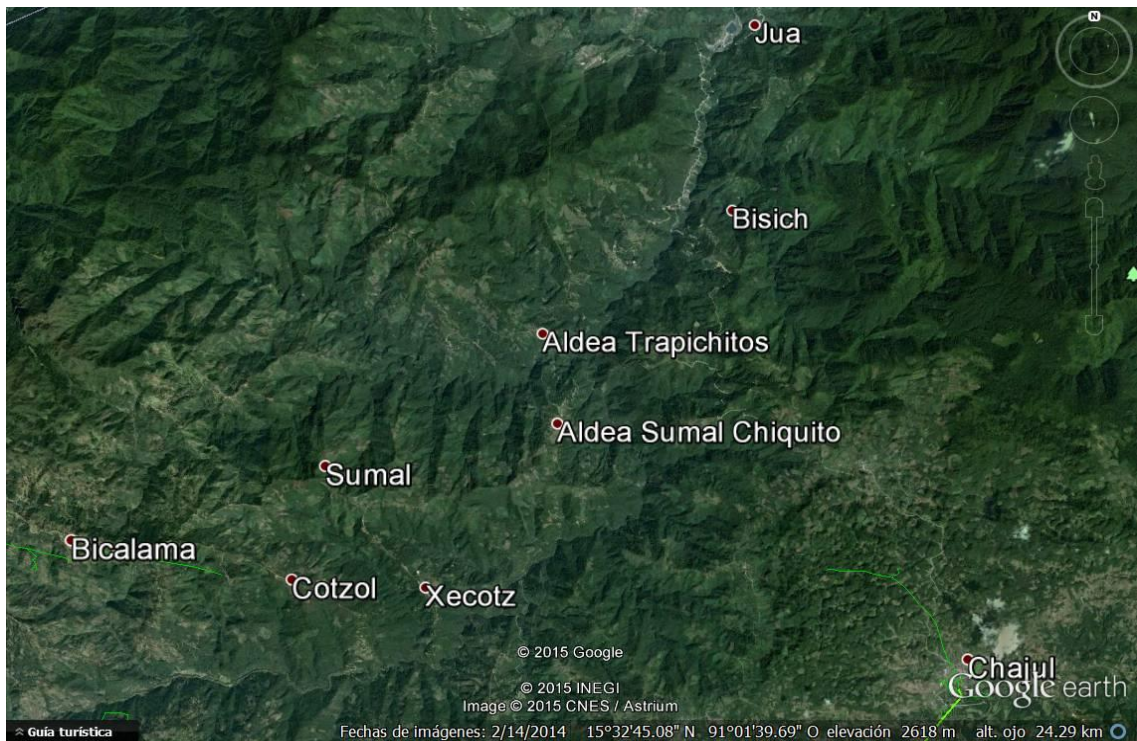 N
Jua
Bisich
Aldea Trapichitos
Aldea Sumal Chiquito
Sumal
Bicalama
Cotzol
Xecotz
© 2015 Google
Chajul
© 2015 INEGI
Google earth
Image © 2015 CNES / Astrium
Guía turística
Fechas de imágenes: 2/14/2014 15°32'45.08" N 91°01'39.69" O elevación 2618 m alt. ojo 24.29 km